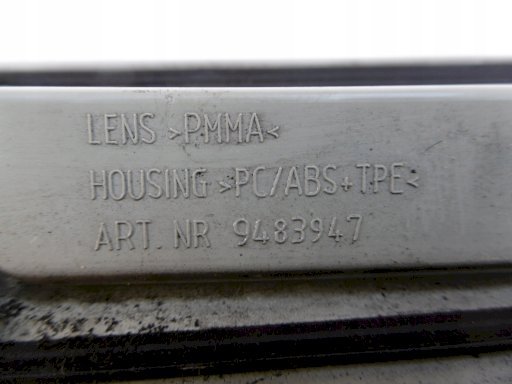 LENS >PMMA<
HOUSING >PC/ABS+TPE<
ART. NR 9483947